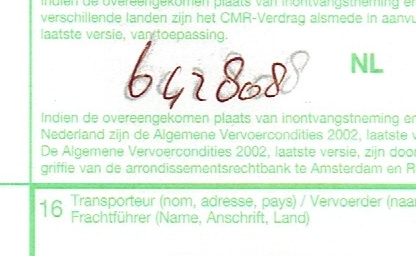 Indien de overeengekomen plaats van inontvangstneming en
verschillende landen zijn het CMR-Verdrag alsmede in aanvu
laatste versie, van toepassing.
NL
642808
Indien de overeengekomen plaats van inontvangstneming en
Nederland zijn de Algemene Vervoercondities 2002, laatste v
De Algemene Vervoercondities 2002, laatste versie, zijn door
griffie van de arrondissementsrechtbank te Amsterdam en R
16 Transporteur (nom, adresse, pays) / Vervoerder (naa
Frachtführer (Name, Anschrift, Land)